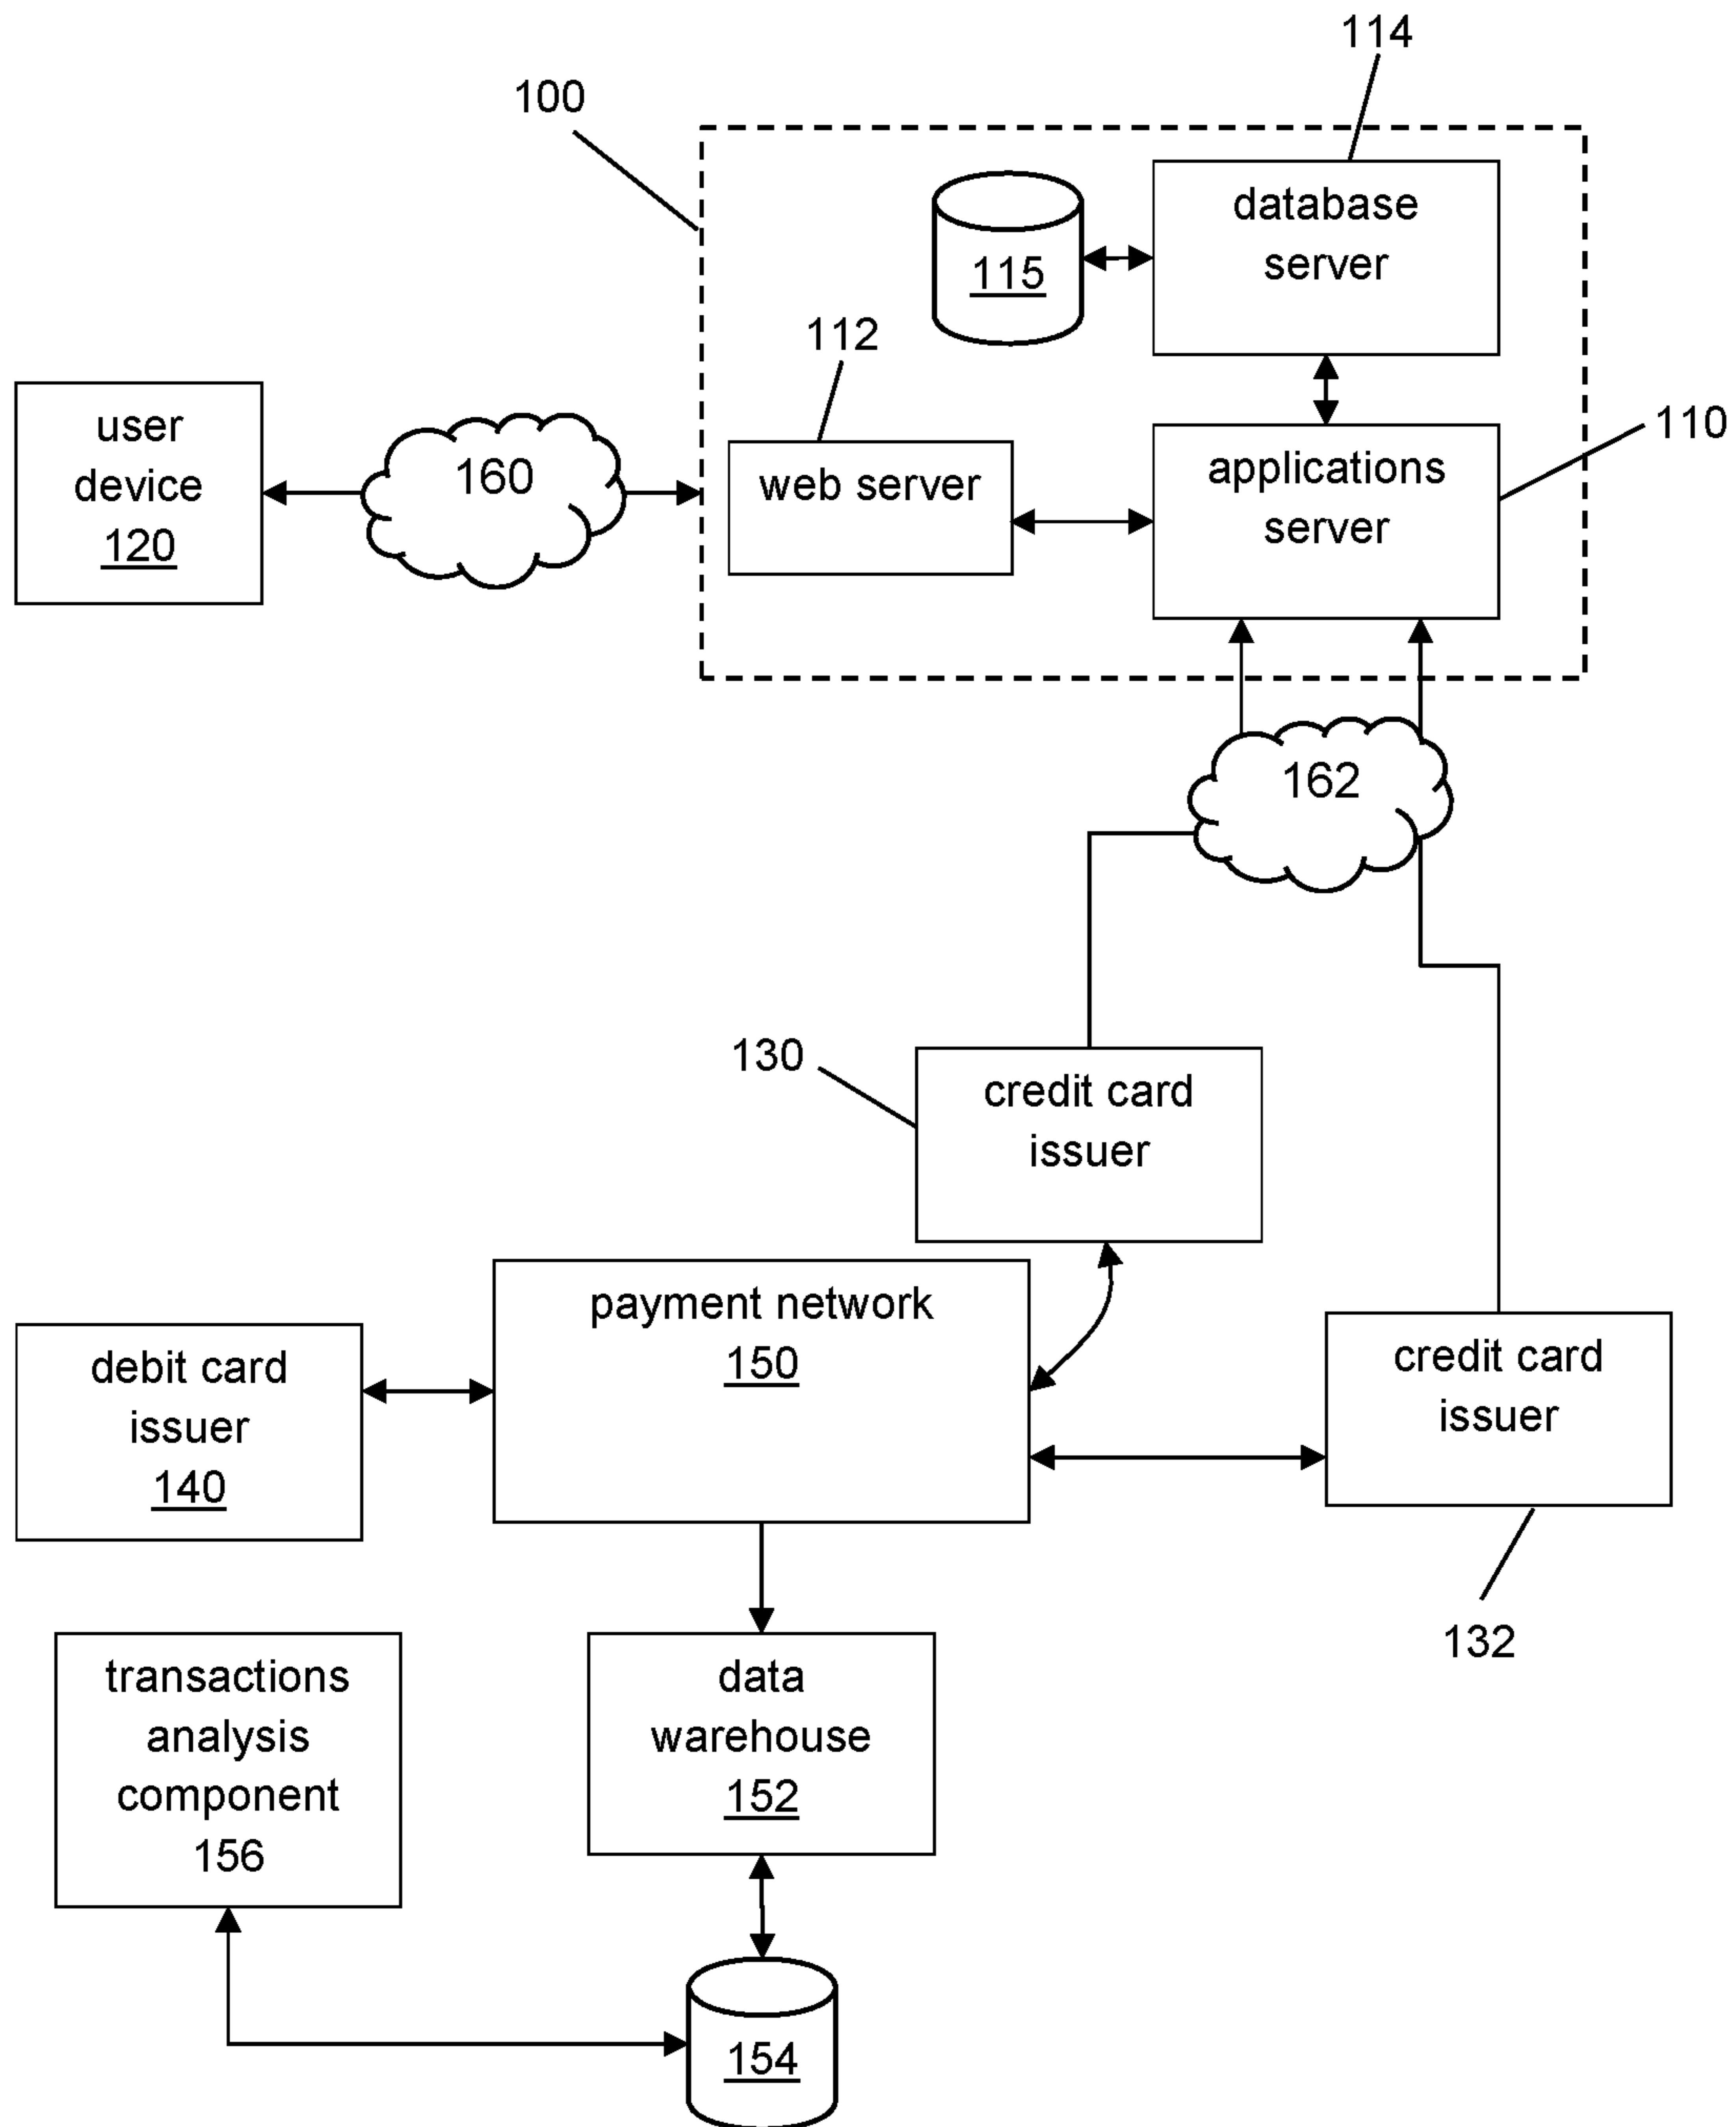 114
100
database
server
115
112
user
device
120
160
web server
applications
server
110
162
130
credit card
issuer
payment network
150
debit card
issuer
140
credit card
issuer
132
transactions
analysis
component
156
data
warehouse
152
154